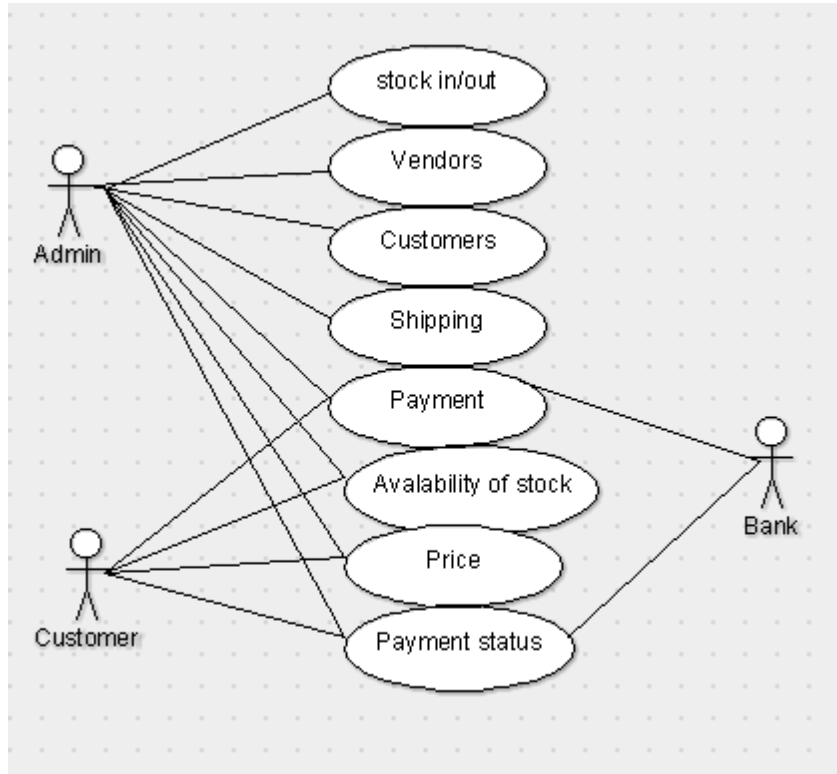 stock in/out
Vendors
Admin
Customers
Shipping
Payment
Avalability of stock
Bank
Price
Customer
Payment status